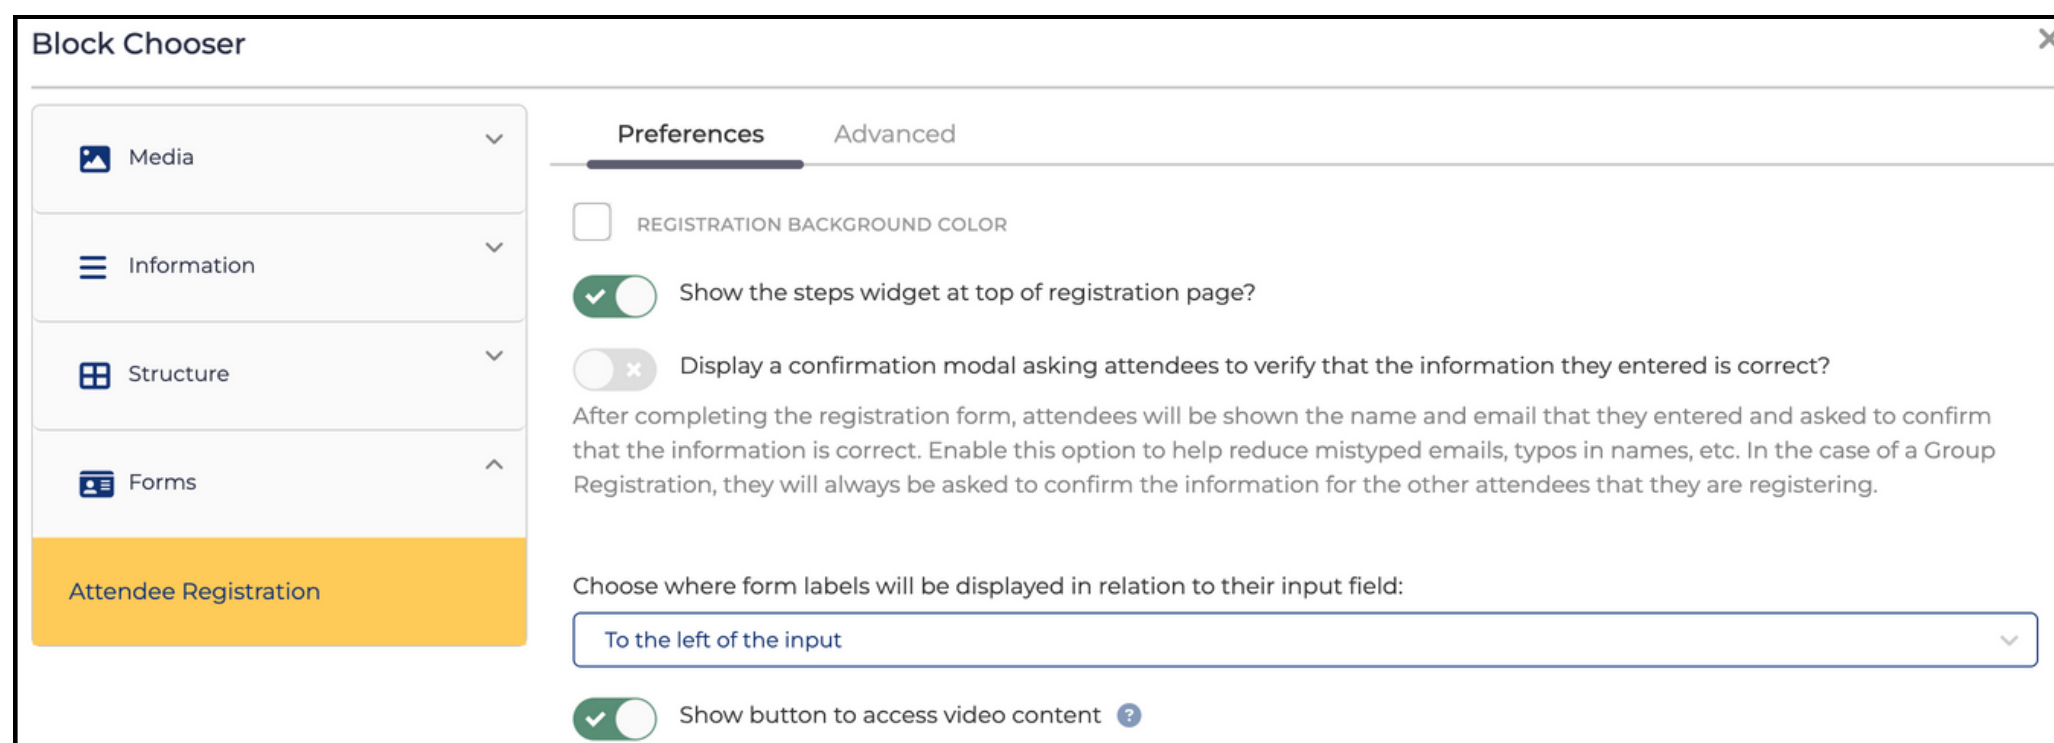 Block Chooser
Media
Information
Structure
Forms
Attendee Registration
Preferences
Advanced
REGISTRATION BACKGROUND COLOR
Show the steps widget at top of registration page?
Display a confirmation modal asking attendees to verify that the information they entered is correct?
After completing the registration form, attendees will be shown the name and email that they entered and asked to confirm
that the information is correct. Enable this option to help reduce mistyped emails, typos in names, etc. In the case of a Group
Registration, they will always be asked to confirm the information for the other attendees that they are registering.
Choose where form labels will be displayed in relation to their input field:
To the left of the input
Show button to access video content ?